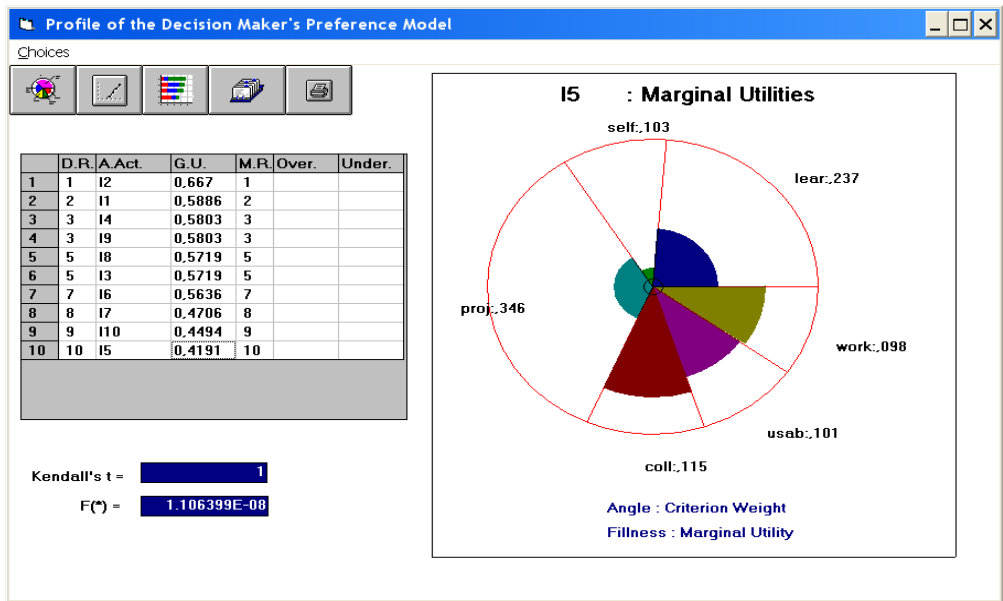 Profile of the Decision Maker's Preference Model
Choices
D.R. A.Act. G.U. M.R. Over. Under.
1 1 I2 0,667 1
2 2 I1 0,5886 2
3 3 I4 0,5803 3
4 3 I9 0,5803 3
5 5 I8 0,5719 5
6 5 I3 0,5719 5
7 7 I6 0,5636 7
8 8 I7 0,4706 8
9 9 I10 0,4494 9
10 10 I5 0,4191 10
Kendall's t = 1
F(*) = 1.106399E-08
I5 : Marginal Utilities
self:,103
lear:,237
proj:,346
work:,098
usab:,101
coll:,115
Angle : Criterion Weight
Fillness : Marginal Utility